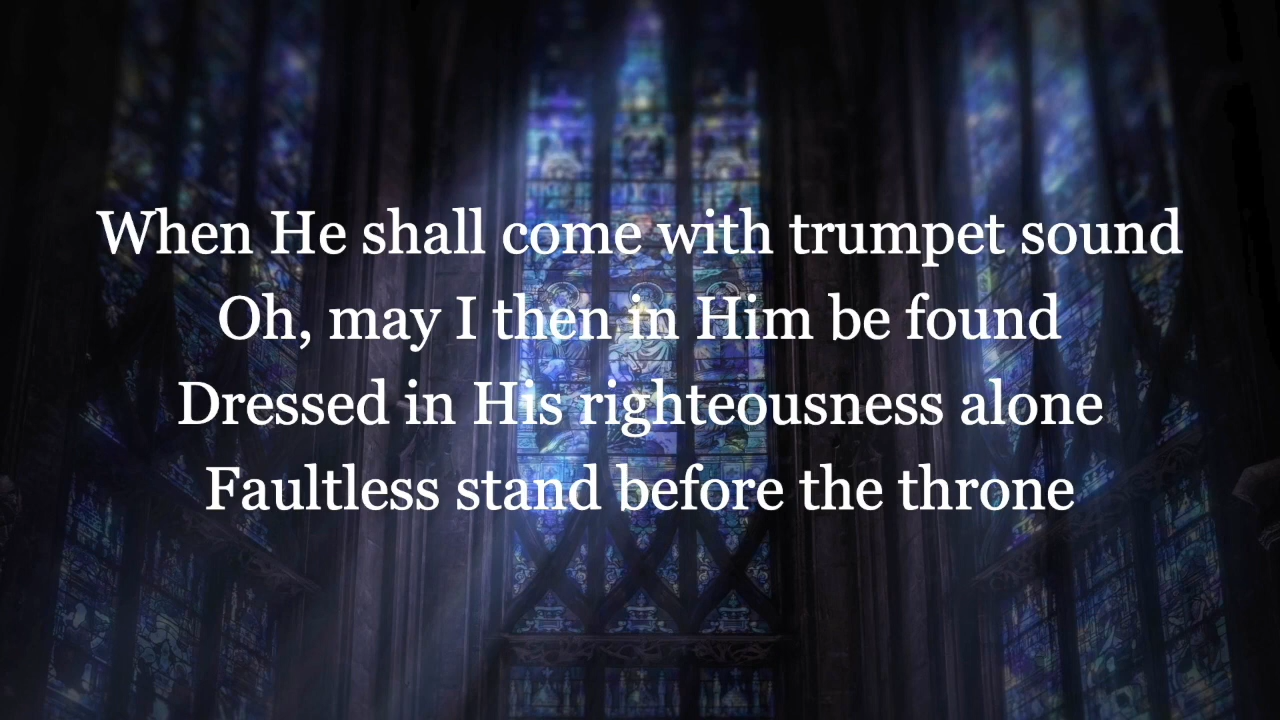 When He shall come with trumpet sound
Oh, may I then in Him be found
Dressed in His righteousness alone
Faultless stand before the throne